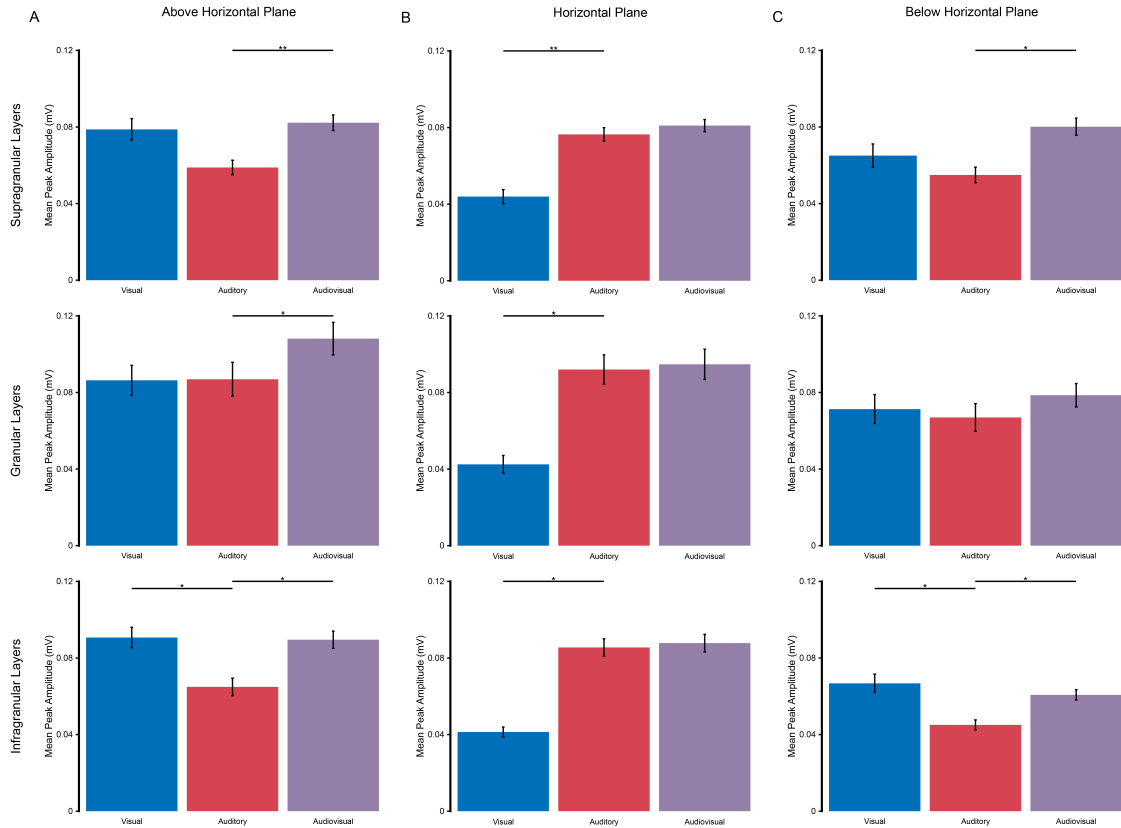 A Above Horizontal Plane B Horizontal Plane C Below Horizontal Plane
Supragranular Layers
Mean Peak Amplitude (mV)
0.12
0.08
0.04
0
**
Visual Auditory Audiovisual
Mean Peak Amplitude (mV)
0.12
0.08
0.04
0
**
Visual Auditory Audiovisual
Mean Peak Amplitude (mV)
0.12
0.08
0.04
0
*
Visual Auditory Audiovisual
Granular Layers
Mean Peak Amplitude (mV)
0.12
0.08
0.04
0
*
Visual Auditory Audiovisual
Mean Peak Amplitude (mV)
0.12
0.08
0.04
0
*
Visual Auditory Audiovisual
Mean Peak Amplitude (mV)
0.12
0.08
0.04
0
Visual Auditory Audiovisual
Infragranular Layers
Mean Peak Amplitude (mV)
0.12
0.08
0.04
0
* *
Visual Auditory Audiovisual
Mean Peak Amplitude (mV)
0.12
0.08
0.04
0
*
Visual Auditory Audiovisual
Mean Peak Amplitude (mV)
0.12
0.08
0.04
0
* *
Visual Auditory Audiovisual